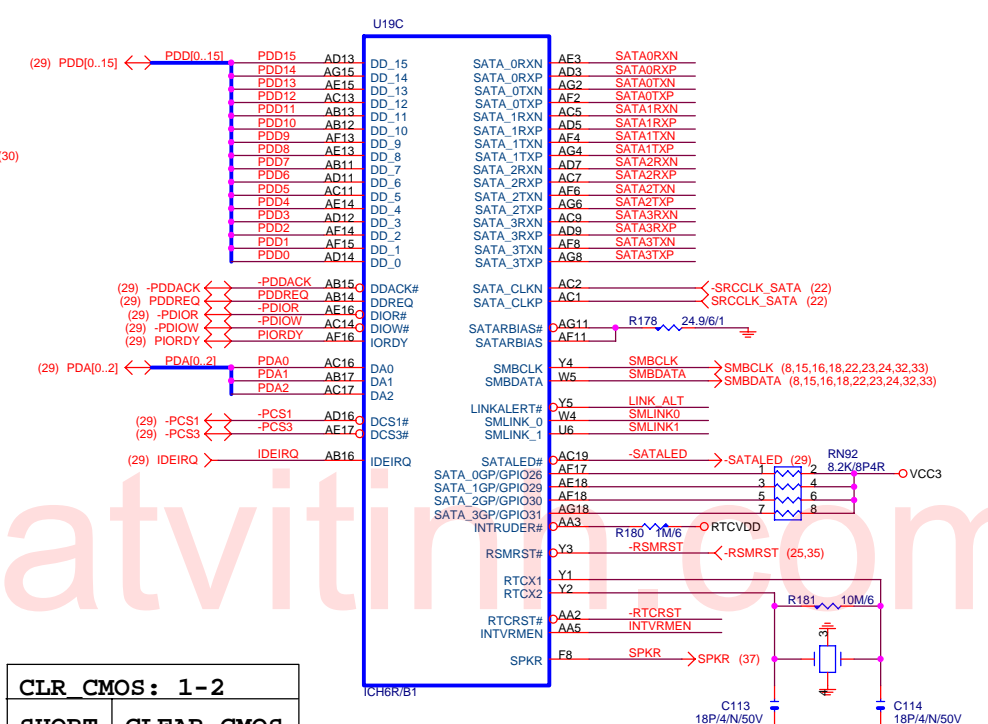 U19C
(29) PDD[0..15] PDD[0..15]
PDD15 AD13 DD_15 SATA_0RXN AE3 SATA0RXN
PDD14 AG15 DD_14 SATA_0RXP AD3 SATA0RXP
PDD13 AE15 DD_13 SATA_0TXN AG2 SATA0TXN
PDD12 AC13 DD_12 SATA_0TXP AF2 SATA0TXP
PDD11 AB13 DD_11 SATA_1RXN AC5 SATA1RXN
PDD10 AB12 DD_10 SATA_1RXP AD5 SATA1RXP
PDD9 AF13 DD_9 SATA_1TXN AF4 SATA1TXN
PDD8 AE13 DD_8 SATA_1TXP AG4 SATA1TXP
(30)
PDD7 AB11 DD_7 SATA_2RXN AD7 SATA2RXN
PDD6 AD11 DD_6 SATA_2RXP AC7 SATA2RXP
PDD5 AC11 DD_5 SATA_2TXN AF6 SATA2TXN
PDD4 AE14 DD_4 SATA_2TXP AG6 SATA2TXP
PDD3 AD12 DD_3 SATA_3RXN AC9 SATA3RXN
PDD2 AF14 DD_2 SATA_3RXP AD9 SATA3RXP
PDD1 AF15 DD_1 SATA_3TXN AF8 SATA3TXN
PDD0 AD14 DD_0 SATA_3TXP AG8 SATA3TXP
(29) -PDDACK -PDDACK AB15 DDACK# SATA_CLKN AC2 -SRCCLK_SATA (22)
(29) PDDREQ PDDREQ AB14 DDREQ SATA_CLKP AC1 SRCCLK_SATA (22)
(29) -PDIOR -PDIOR AE16 DIOR#
(29) -PDIOW -PDIOW AC14 DIOW# SATARBIAS# AG11 R178 24.9/6/1
(29) PIORDY PIORDY AF16 IORDY SATARBIAS AF11
(29) PDA[0..2] PDA[0..2] PDA0 AC16 DA0 SMBCLK Y4 SMBCLK SMBCLK (8,15,16,18,22,23,24,32,33)
PDA1 AB17 DA1 SMBDATA W5 SMBDATA SMBDATA (8,15,16,18,22,23,24,32,33)
PDA2 AC17 DA2
LINKALERT# Y5 LINK_ALT
(29) -PCS1 -PCS1 AD16 DCS1# SMLINK_0 W4 SMLINK0
(29) -PCS3 -PCS3 AE17 DCS3# SMLINK_1 U6 SMLINK1
(29) IDEIRQ IDEIRQ AB16 IDEIRQ SATALED# AC19 -SATALED -SATALED (29) RN92
SATA_0GP/GPIO26 AF17 1 2 8.2K/8P4R VCC3
SATA_1GP/GPIO29 AE18 3 4
SATA_2GP/GPIO30 AF18 5 6
SATA_3GP/GPIO31 AG18 7 8
INTRUDER# AA3 R180 1M/6 RTCVDD
RSMRST# Y3 -RSMRST -RSMRST (25,35)
RTCX1 Y1
RTCX2 Y2
R181 10M/6
RTCRST# AA2 -RTCRST
INTVRMEN AA5 INTVRMEN
3
SPKR F8 SPKR SPKR (37)
4
ICH6R/B1
C113
18P/4/N/50V
C114
18P/4/N/50V
CLR_CMOS: 1-2
SHORT CLEAR CMOS
atvitinh.com